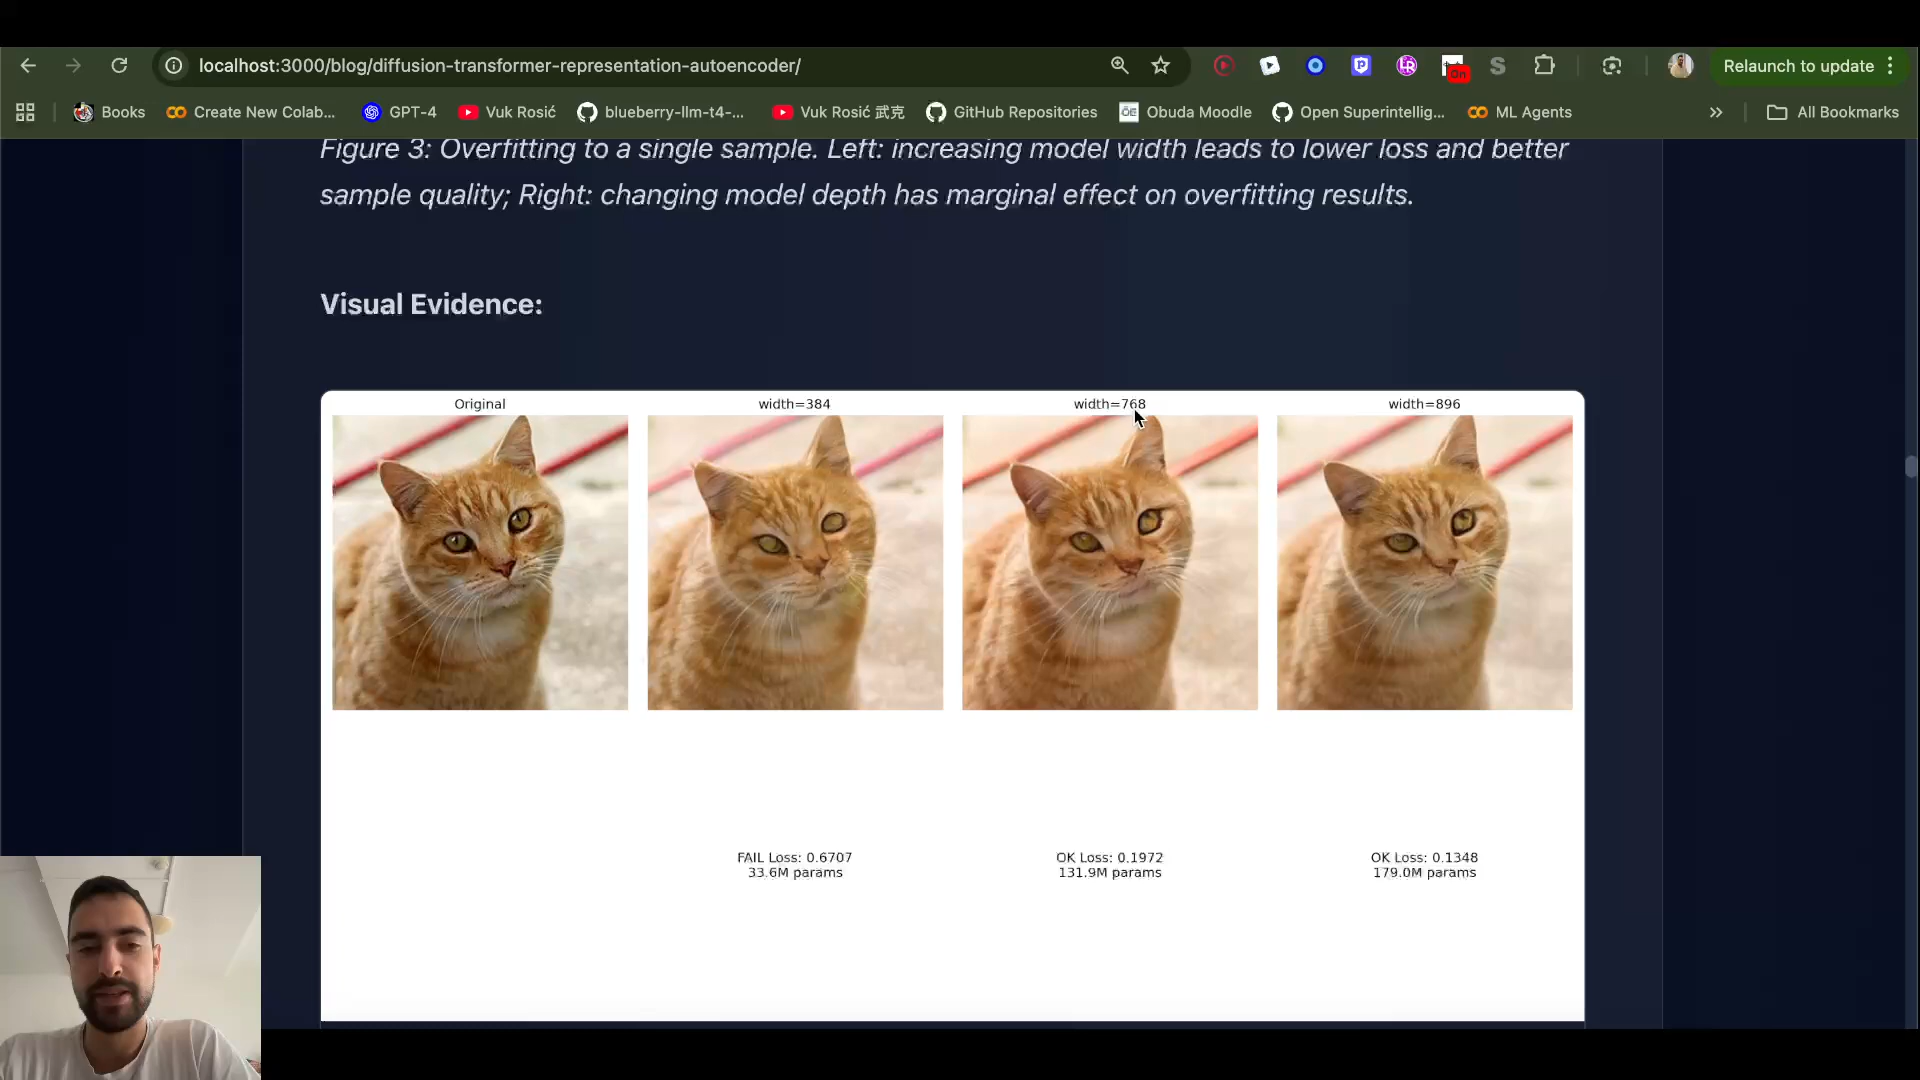 localhost:3000/blog/diffusion-transformer-representation-autoencoder/
On
Relaunch to update
Books
Create New Colab...
GPT-4
Vuk Rosić
blueberry-llm-t4-...
Vuk Rosić 武克
GitHub Repositories
Obuda Moodle
Open Superintellig...
ML Agents
All Bookmarks
Figure 3: Overfitting to a single sample. Left: increasing model width leads to lower loss and better
sample quality; Right: changing model depth has marginal effect on overfitting results.
Visual Evidence:
Original
width=384
width=768
width=896
FAIL Loss: 0.6707
33.6M params
OK Loss: 0.1972
131.9M params
OK Loss: 0.1348
179.0M params